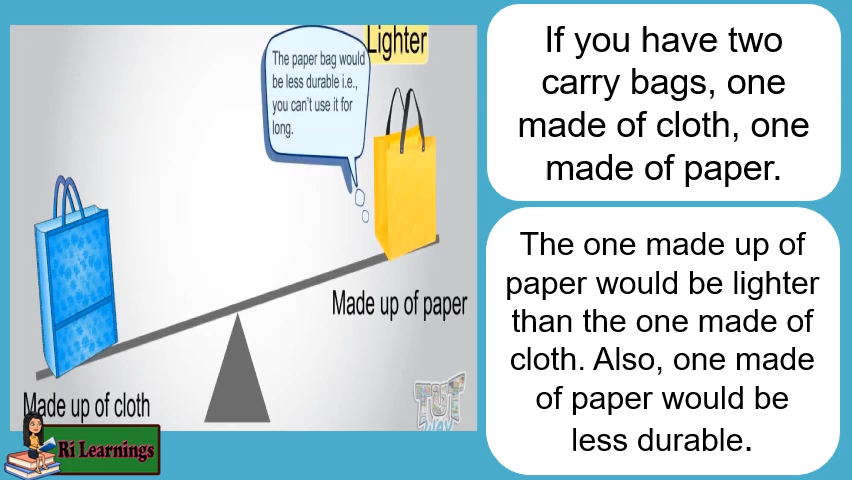 Lighter
The paper bag would
be less durable i.e.,
you can't use it for
long.
Made up of paper
Made up of cloth
TUT
WAY
Ri Learnings
If you have two
carry bags, one
made of cloth, one
made of paper.
The one made up of
paper would be lighter
than the one made of
cloth. Also, one made
of paper would be
less durable.